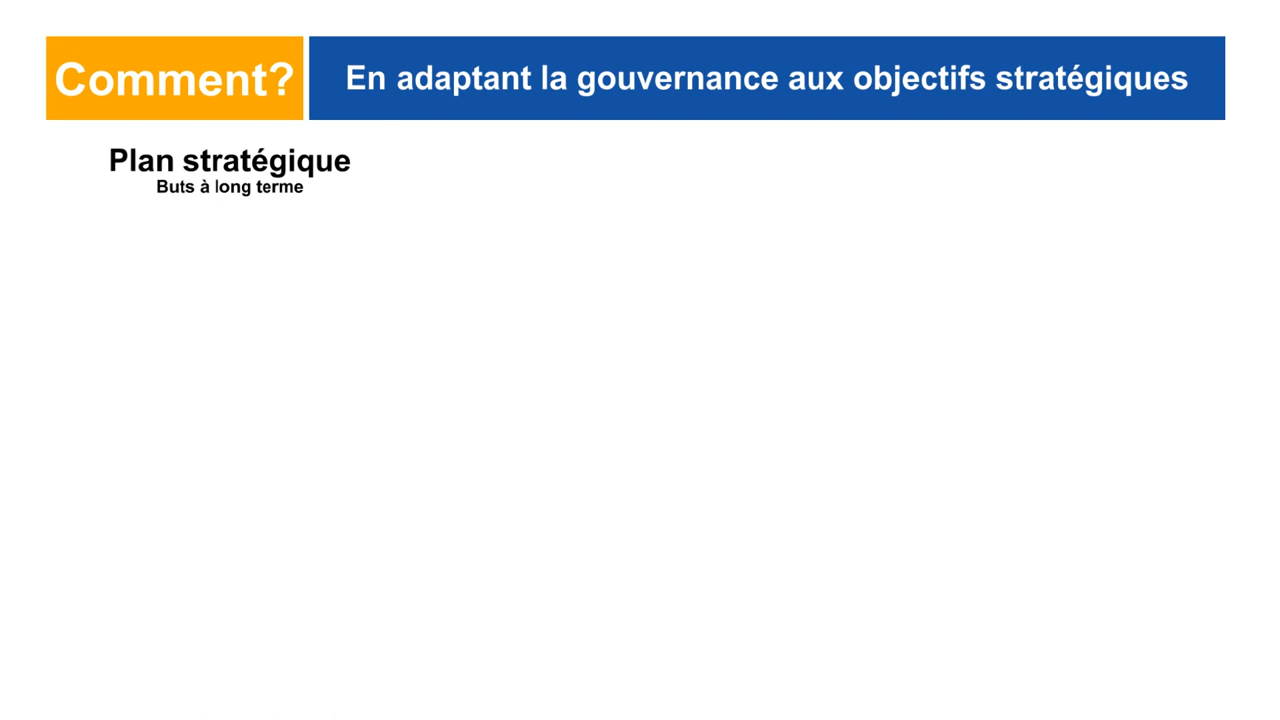 Comment?
En adaptant la gouvernance aux objectifs stratégiques
Plan stratégique
Buts à long terme